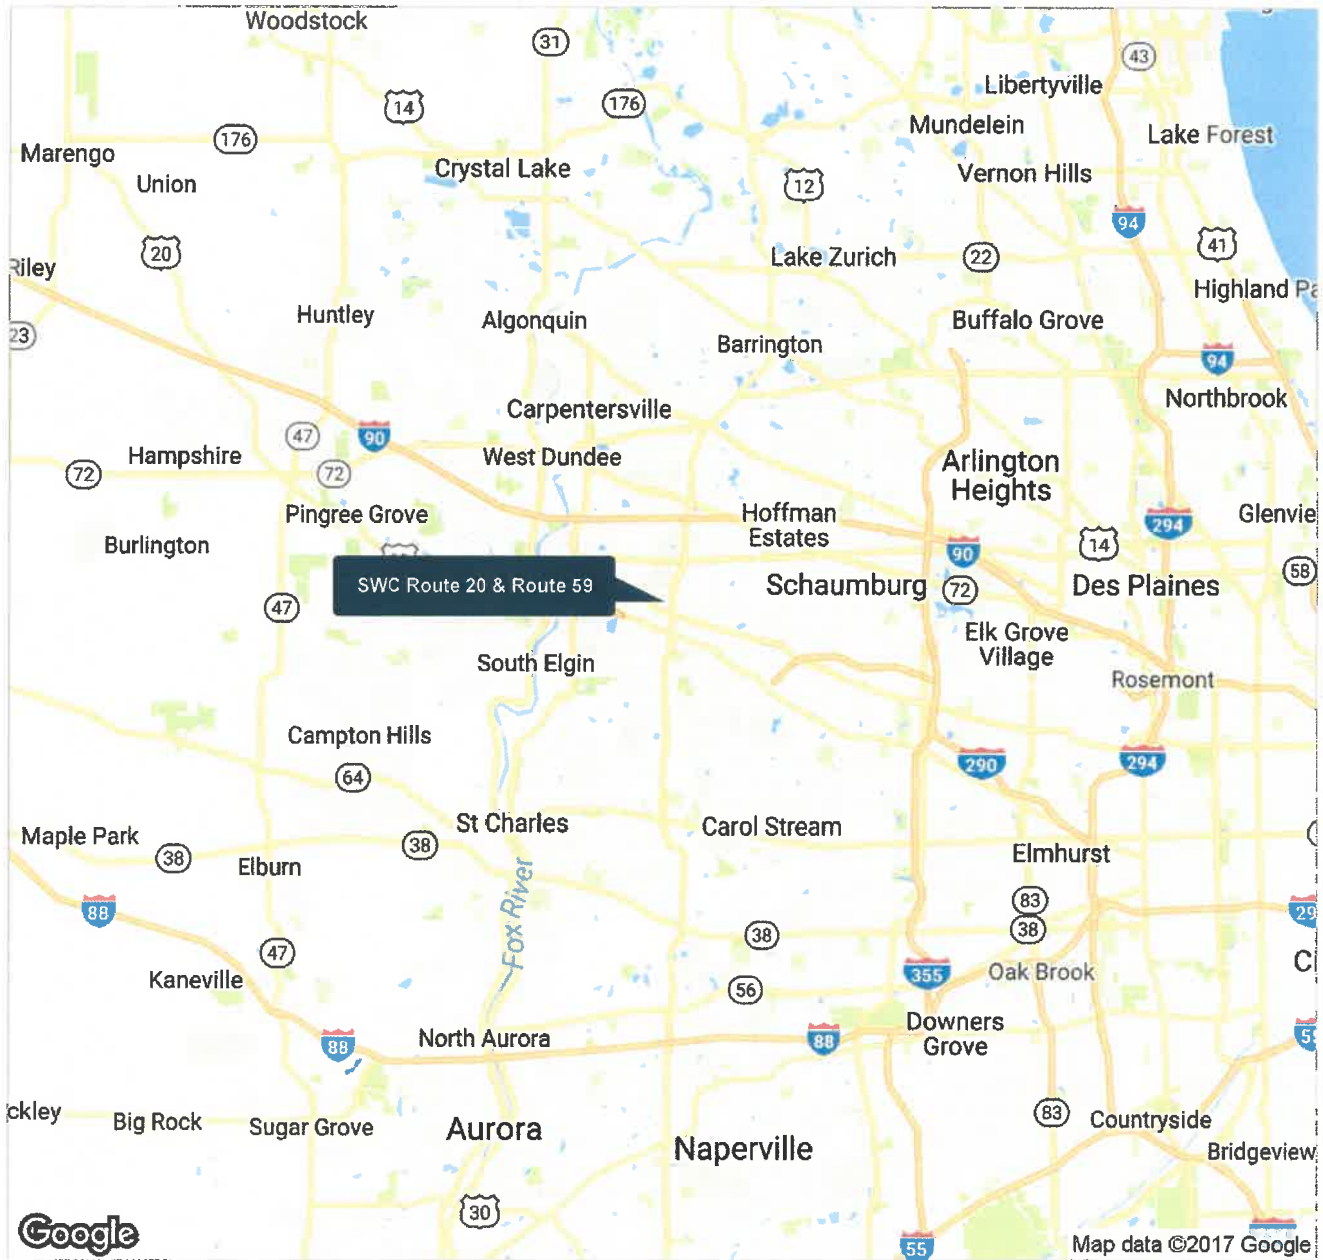 Woodstock
31
43
14
176
Libertyville
Mundelein
Lake Forest
176
Marengo
Union
Crystal Lake
12
Vernon Hills
94
20
41
Lake Zurich
22
Riley
Highland Pa
Huntley
Algonquin
Buffalo Grove
23
Barrington
94
Northbrook
Carpentersville
47
90
Hampshire
West Dundee
72
72
Arlington
Heights
Pingree Grove
Hoffman
Estates
294
Glenvie
Burlington
90
14
58
SWC Route 20 & Route 59
Schaumburg
72
Des Plaines
47
Elk Grove
Village
South Elgin
Rosemont
Campton Hills
64
290
294
St Charles
Carol Stream
Maple Park
38
38
Elburn
Elmhurst
83
88
29
Fox River
38
38
47
Kaneville
C
355
Oak Brook
56
North Aurora
88
88
Downers
Grove
55
ckley
Big Rock
Sugar Grove
Aurora
83
Countryside
Naperville
Bridgeview
30
Google
55
Map data ©2017 Google